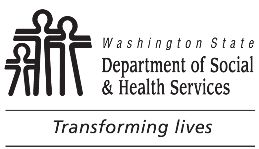 Washington State
Department of Social
& Health Services
Transforming lives